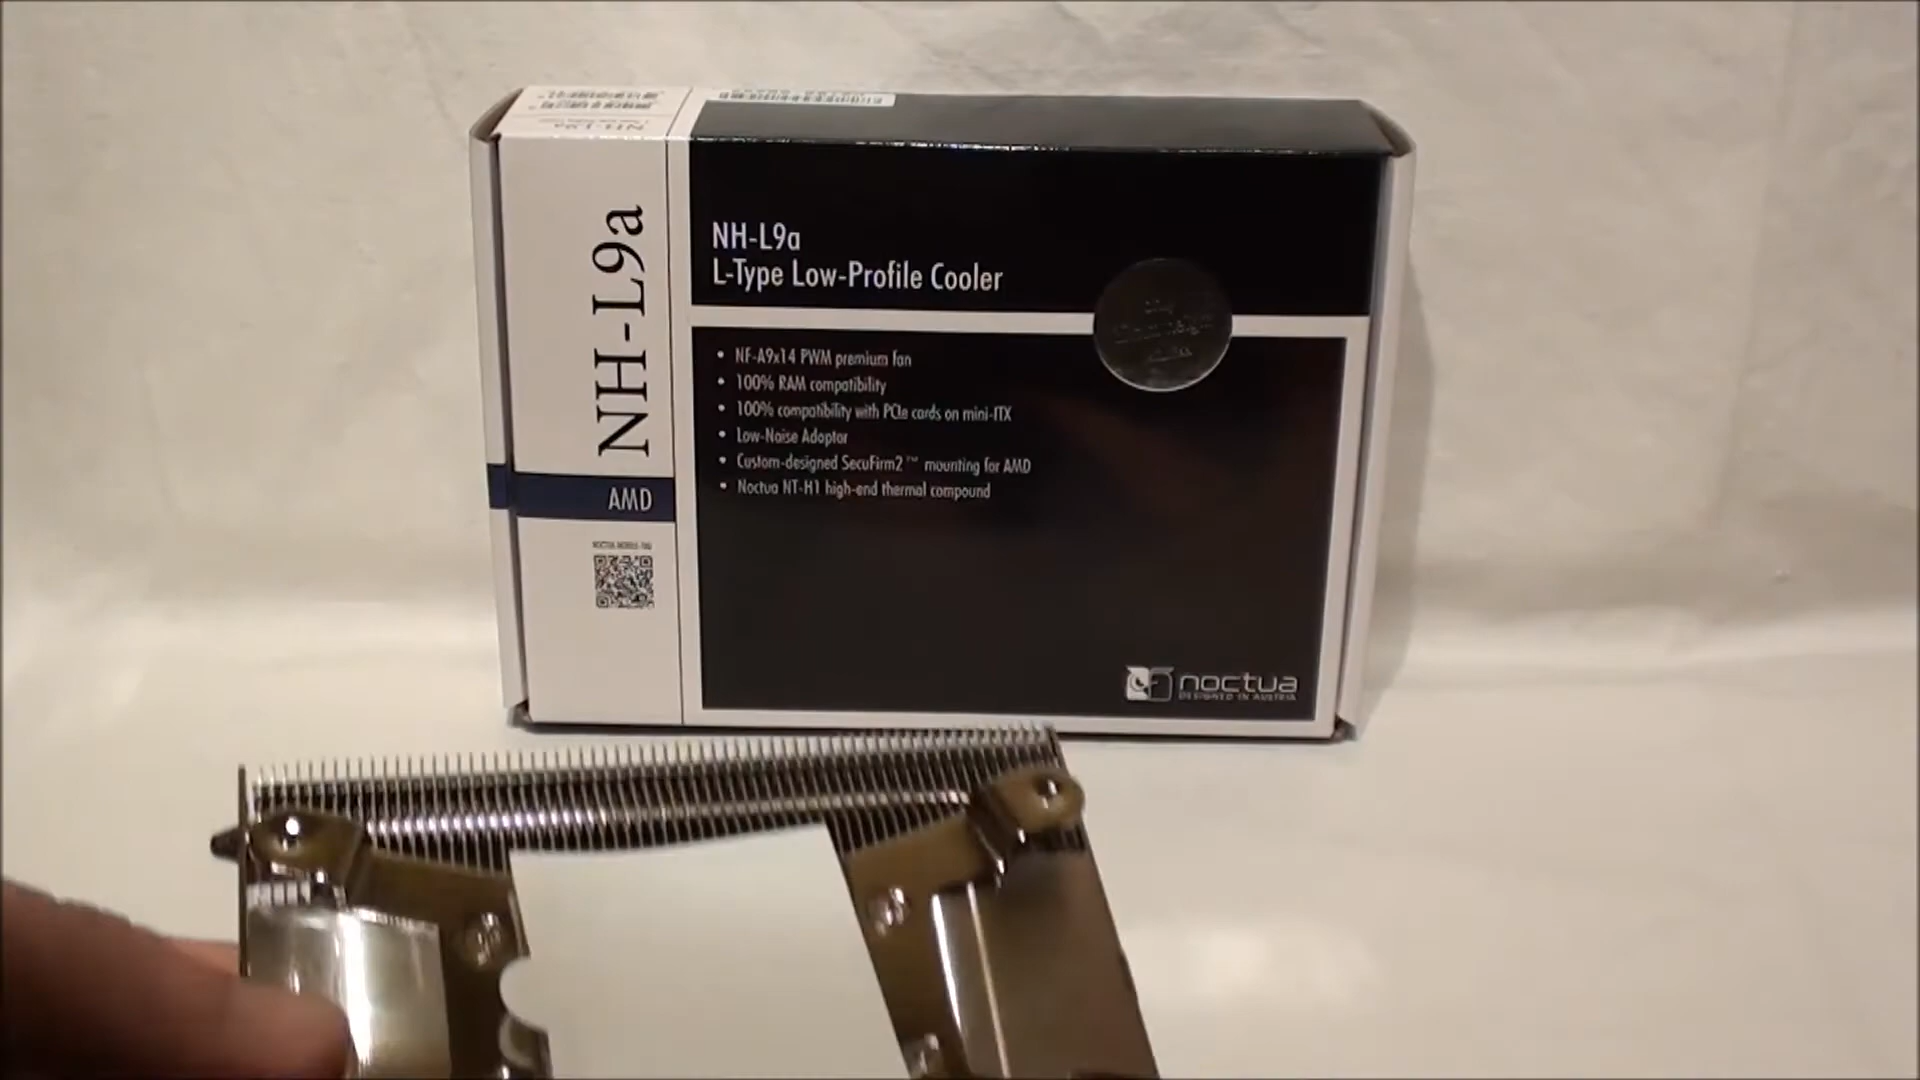 NH-L9a
NH-L9a
AMD
NH-L9a
L-Type Low-Profile Cooler
• NF-A9x14 PWM premium fan
• 100% RAM compatibility
• 100% compatibility with PCIe cards on mini-ITX
• Low-Noise Adaptor
• Custom-designed SecuFirm2™ mounting for AMD
• Noctua NT-H1 high-end thermal compound
noctua
DESIGNED IN AUSTRIA